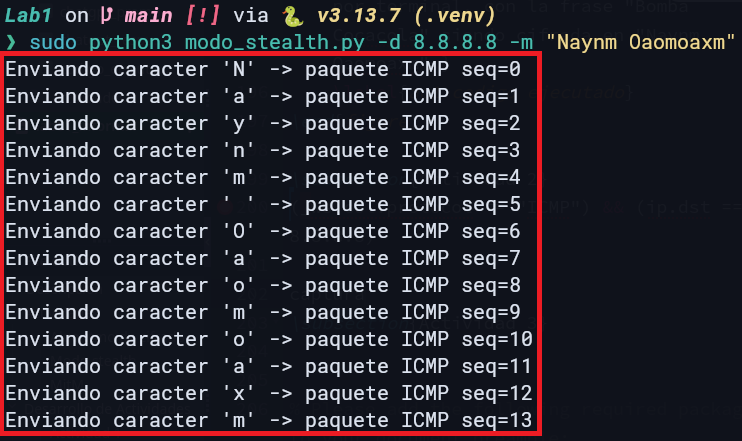 Lab1 on main [!] via 🐍 v3.13.7 (.venv)
❯ sudo python3 modo_stealth.py -d 8.8.8.8 -m "Naynm Oaomoaxm"
Enviando caracter 'N' -> paquete ICMP seq=0
Enviando caracter 'a' -> paquete ICMP seq=1
Enviando caracter 'y' -> paquete ICMP seq=2
Enviando caracter 'n' -> paquete ICMP seq=3
Enviando caracter 'm' -> paquete ICMP seq=4
Enviando caracter ' ' -> paquete ICMP seq=5
Enviando caracter 'O' -> paquete ICMP seq=6
Enviando caracter 'a' -> paquete ICMP seq=7
Enviando caracter 'o' -> paquete ICMP seq=8
Enviando caracter 'm' -> paquete ICMP seq=9
Enviando caracter 'o' -> paquete ICMP seq=10
Enviando caracter 'a' -> paquete ICMP seq=11
Enviando caracter 'x' -> paquete ICMP seq=12
Enviando caracter 'm' -> paquete ICMP seq=13